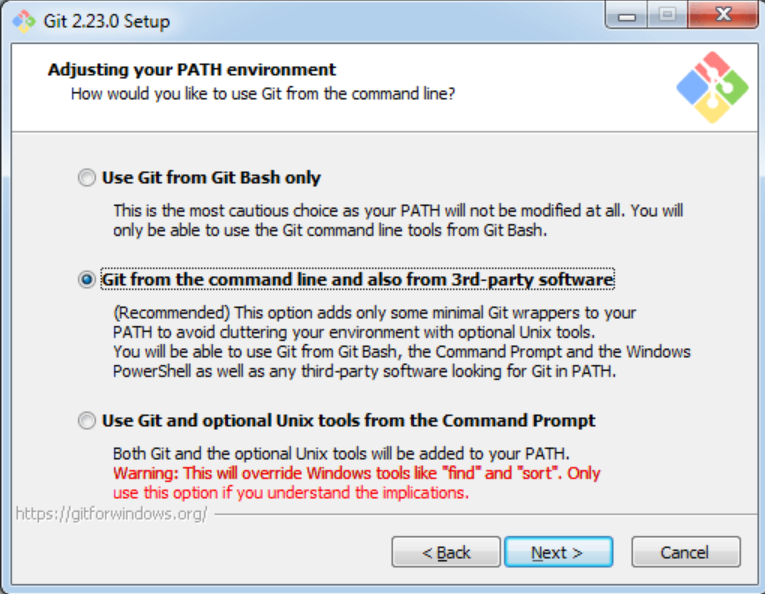 Git 2.23.0 Setup
Adjusting your PATH environment
How would you like to use Git from the command line?
Use Git from Git Bash only
This is the most cautious choice as your PATH will not be modified at all. You will
only be able to use the Git command line tools from Git Bash.
Git from the command line and also from 3rd-party software
(Recommended) This option adds only some minimal Git wrappers to your
PATH to avoid cluttering your environment with optional Unix tools.
You will be able to use Git from Git Bash, the Command Prompt and the Windows
PowerShell as well as any third-party software looking for Git in PATH.
Use Git and optional Unix tools from the Command Prompt
Both Git and the optional Unix tools will be added to your PATH.
Warning: This will override Windows tools like "find" and "sort". Only
use this option if you understand the implications.
https://gitforwindows.org/
< Back
Next >
Cancel